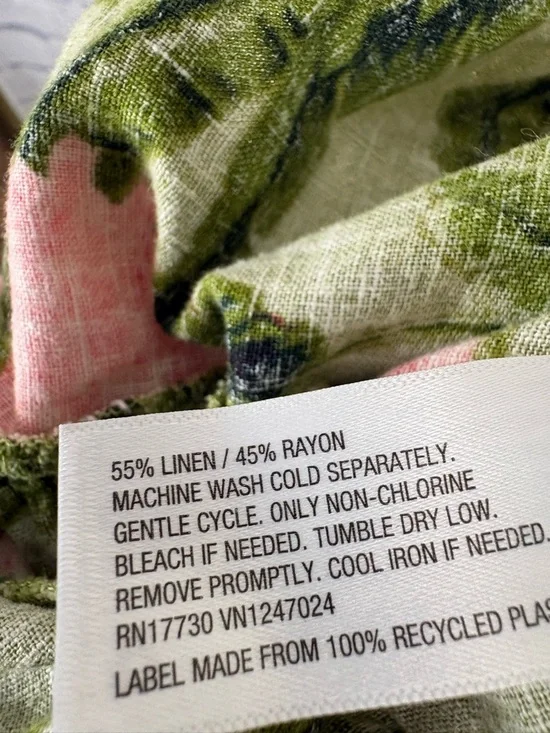 55% LINEN / 45% RAYON
MACHINE WASH COLD SEPARATELY.
GENTLE CYCLE. ONLY NON-CHLORINE
BLEACH IF NEEDED. TUMBLE DRY LOW.
REMOVE PROMPTLY. COOL IRON IF NEEDED.
RN17730 VN1247024
LABEL MADE FROM 100% RECYCLED